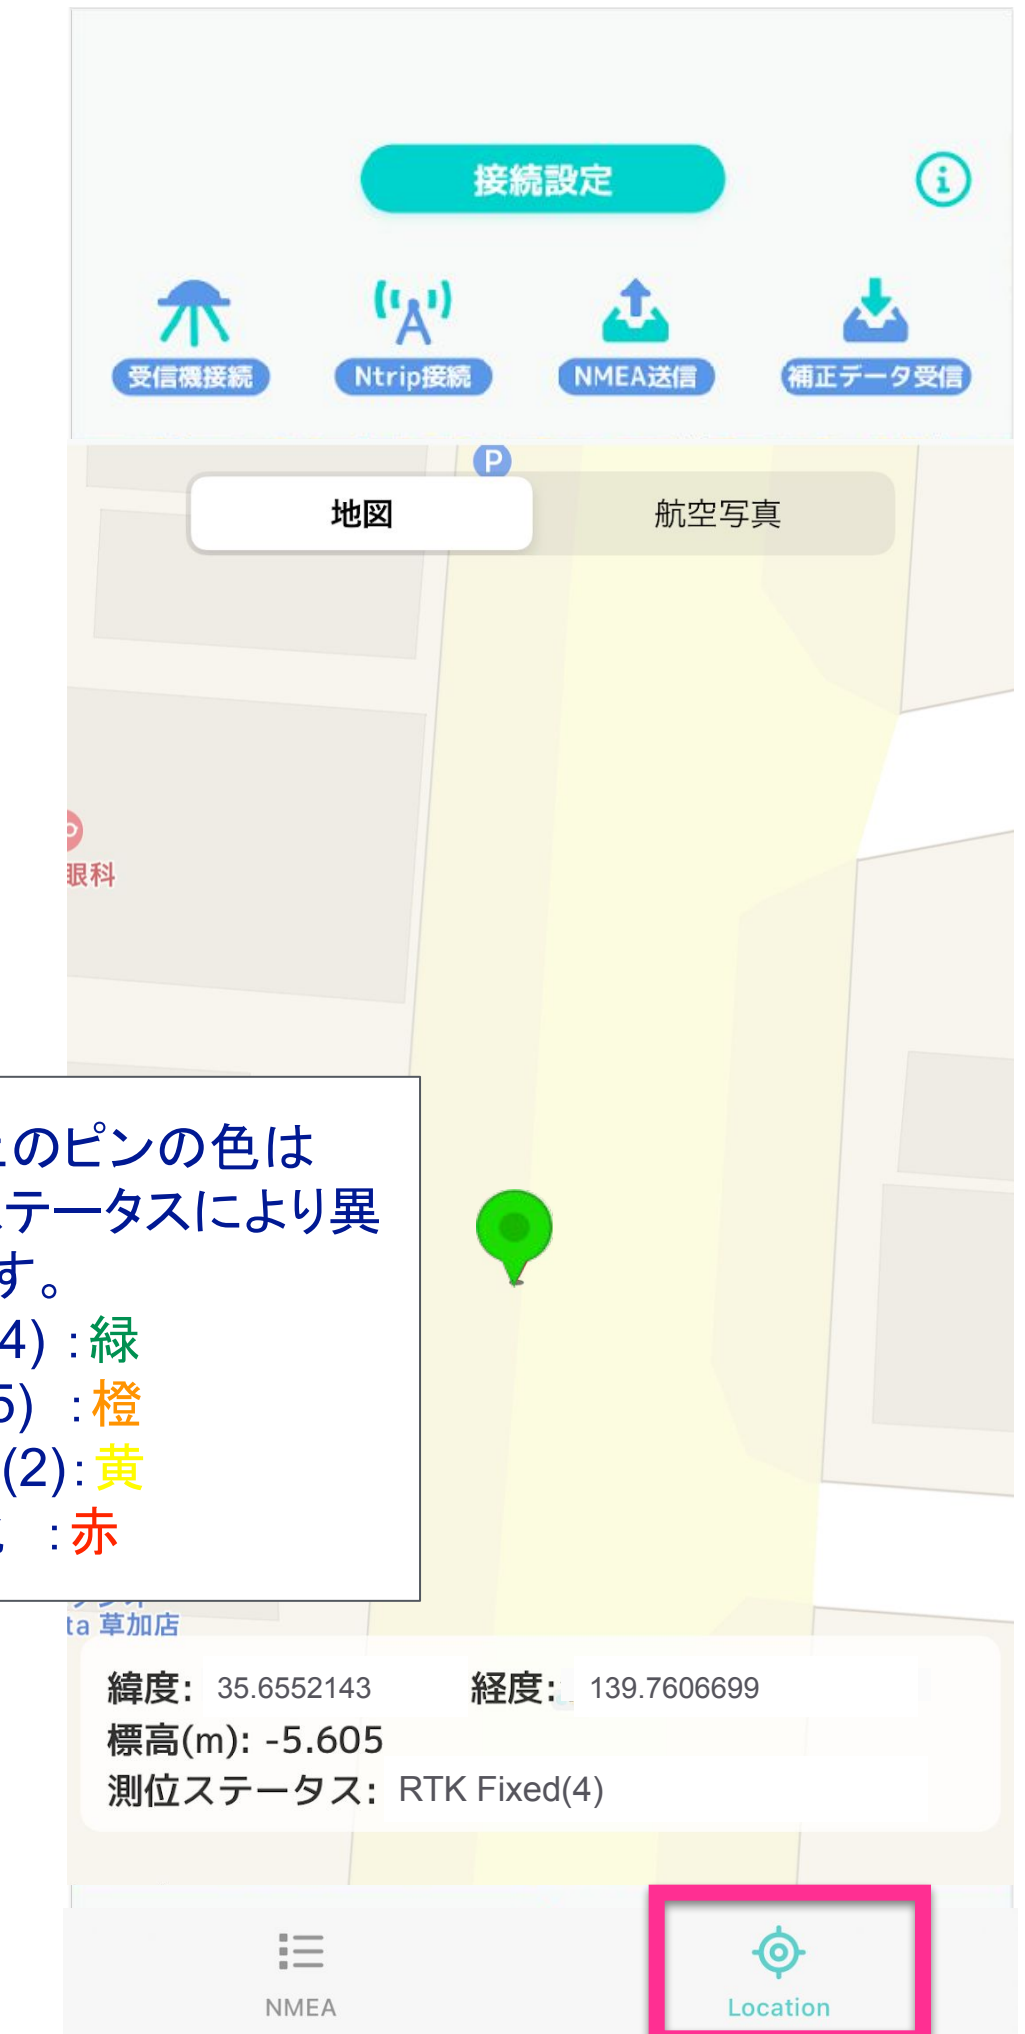 接続設定
受信機接続
Ntrip接続
NMEA送信
補正データ受信
P
地図
航空写真
眼科
のピンの色は
ステータスにより異
す。
4) :緑
5) :橙
(2):黄
:赤
ta 草加店
緯度: 35.6552143 経度: 139.7606699
標高(m): -5.605
測位ステータス: RTK Fixed(4)
NMEA
Location